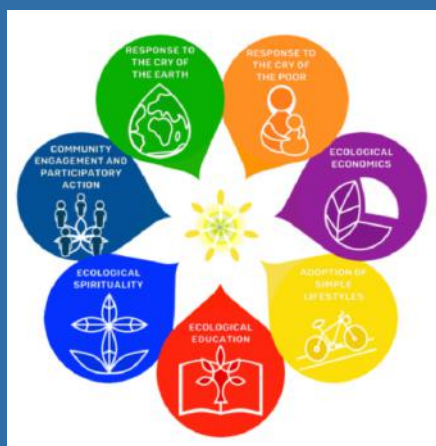 RESPONSE TO
THE CRY OF
THE EARTH
RESPONSE TO
THE CRY OF
THE POOR
COMMUNITY
ENGAGEMENT AND
PARTICIPATORY
ACTION
ECOLOGICAL
ECONOMICS
ECOLOGICAL
SPIRITUALITY
ADOPTION OF
SIMPLE
LIFESTYLES
ECOLOGICAL
EDUCATION